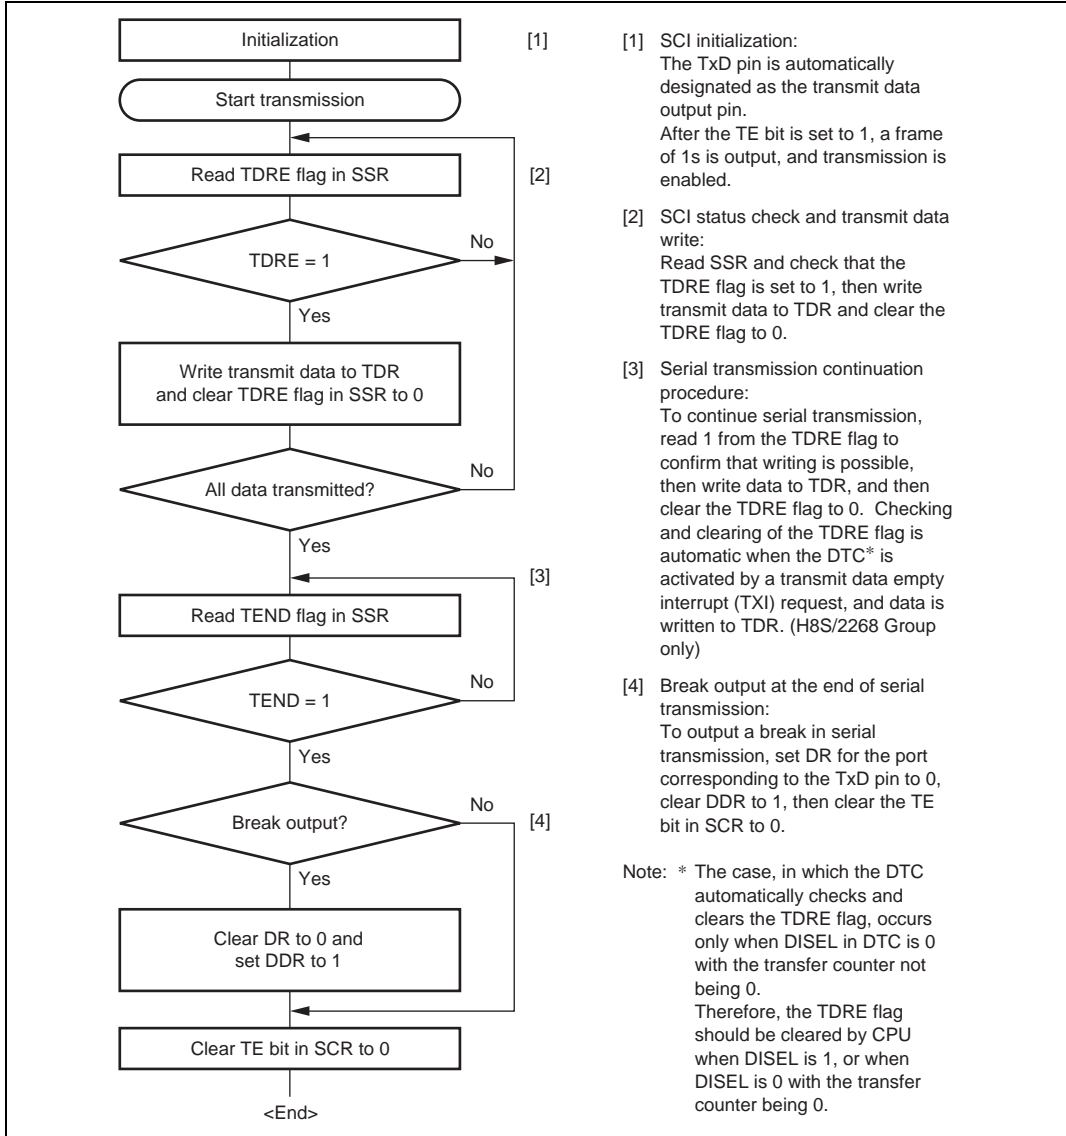 Initialization
[1]
Start transmission
Read TDRE flag in SSR
[2]
TDRE = 1
No
Yes
Write transmit data to TDR
and clear TDRE flag in SSR to 0
All data transmitted?
No
Yes
[3]
Read TEND flag in SSR
TEND = 1
No
Yes
Break output?
No
[4]
Yes
Clear DR to 0 and
set DDR to 1
Clear TE bit in SCR to 0
<End>
[1] SCI initialization:
The TxD pin is automatically
designated as the transmit data
output pin.
After the TE bit is set to 1, a frame
of 1s is output, and transmission is
enabled.
[2] SCI status check and transmit data
write:
Read SSR and check that the
TDRE flag is set to 1, then write
transmit data to TDR and clear the
TDRE flag to 0.
[3] Serial transmission continuation
procedure:
To continue serial transmission,
read 1 from the TDRE flag to
confirm that writing is possible,
then write data to TDR, and then
clear the TDRE flag to 0. Checking
and clearing of the TDRE flag is
automatic when the DTC* is
activated by a transmit data empty
interrupt (TXI) request, and data is
written to TDR. (H8S/2268 Group
only)
[4] Break output at the end of serial
transmission:
To output a break in serial
transmission, set DR for the port
corresponding to the TxD pin to 0,
clear DDR to 1, then clear the TE
bit in SCR to 0.
Note: * The case, in which the DTC
automatically checks and
clears the TDRE flag, occurs
only when DISEL in DTC is 0
with the transfer counter not
being 0.
Therefore, the TDRE flag
should be cleared by CPU
when DISEL is 1, or when
DISEL is 0 with the transfer
counter being 0.